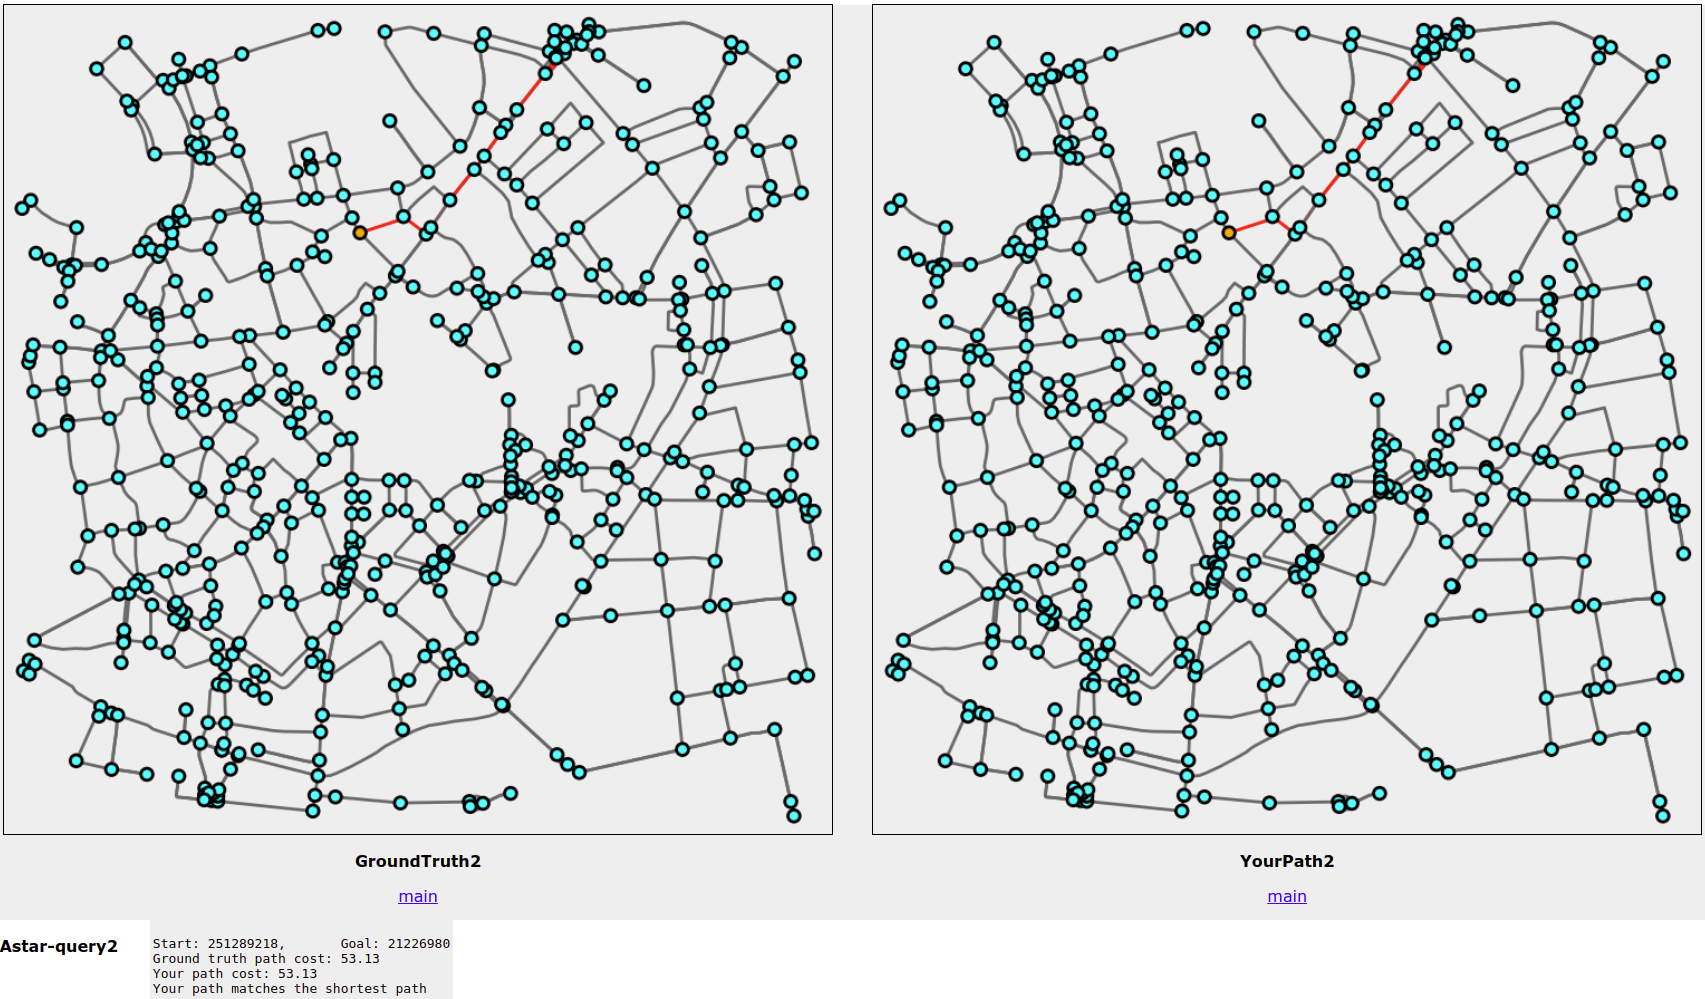 GroundTruth2
YourPath2
main
main
Astar-query2
Start: 251289218,       Goal: 21226980
Ground truth path cost: 53.13
Your path cost: 53.13
Your path matches the shortest path